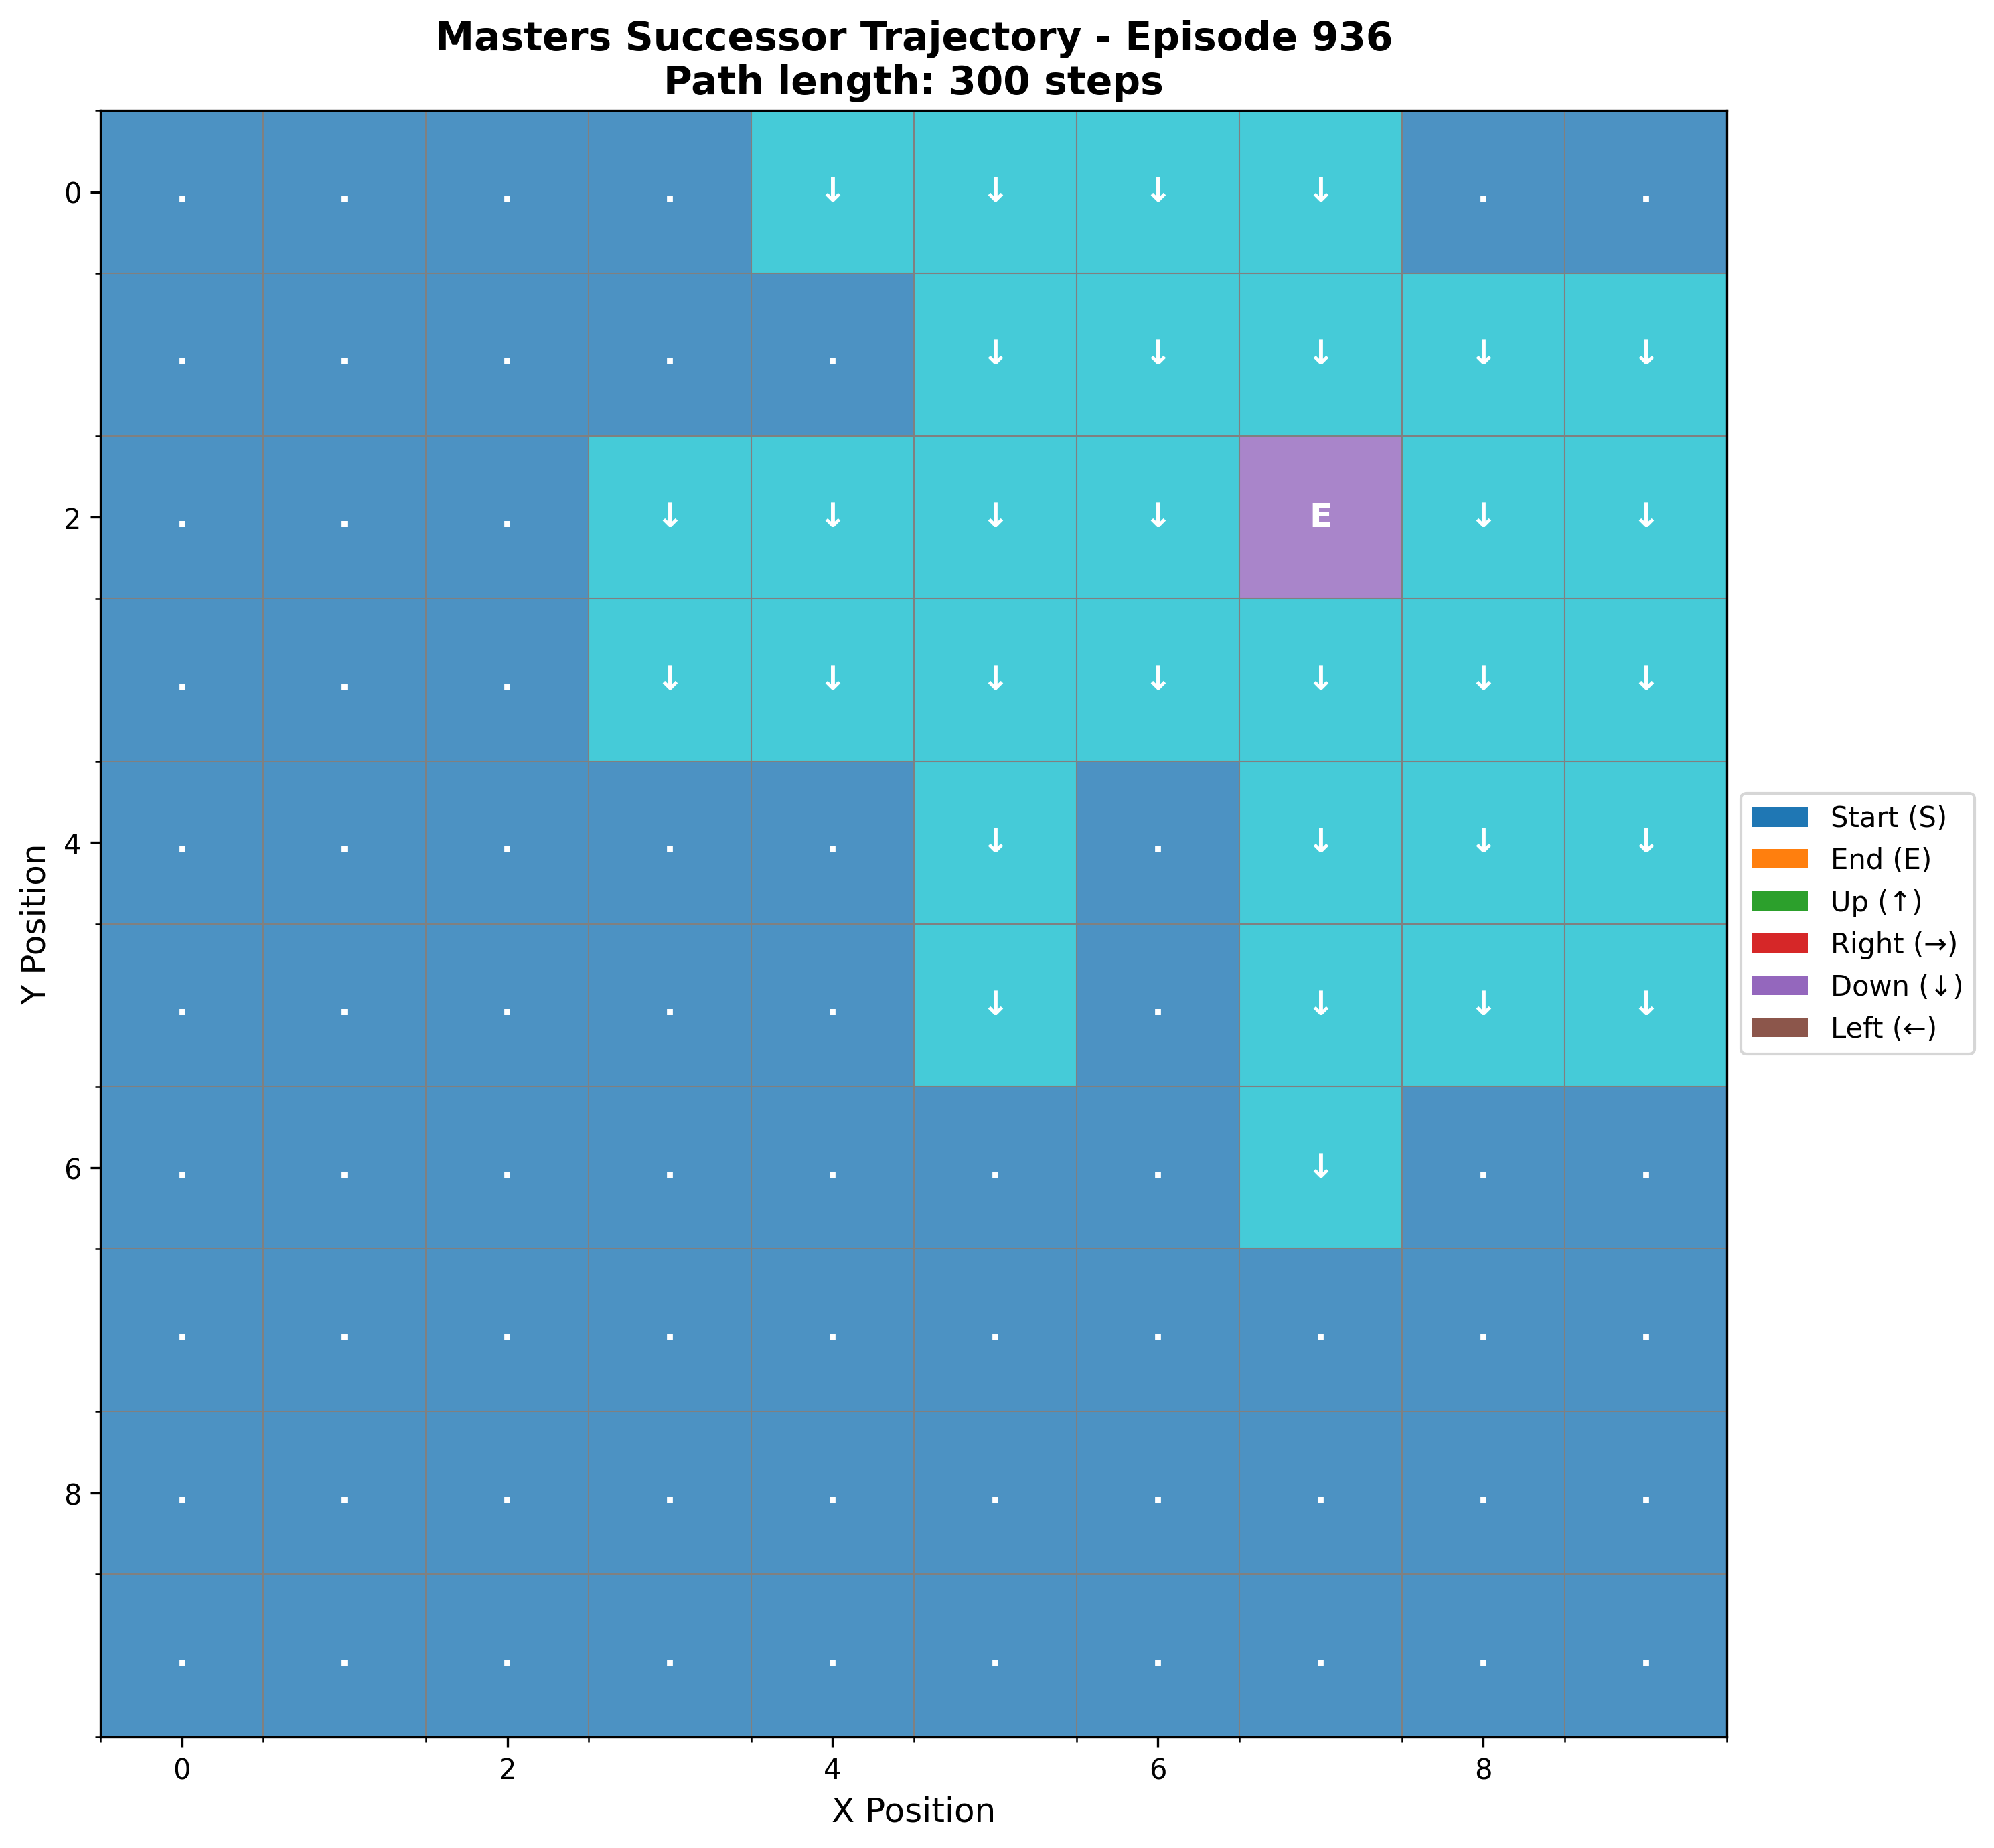 Masters Successor Trajectory - Episode 936
Path length: 300 steps
0 . . . . ↓ ↓ ↓ ↓ . .
. . . . . ↓ ↓ ↓ ↓ ↓
2 . . . ↓ ↓ ↓ ↓ E ↓ ↓
. . . ↓ ↓ ↓ ↓ ↓ ↓ ↓
4 . . . . . ↓ . ↓ ↓ ↓
. . . . . ↓ . ↓ ↓ ↓
6 . . . . . . . ↓ . .
. . . . . . . . . .
8 . . . . . . . . . .
. . . . . . . . . .
0 2 4 6 8
X Position
Y Position
Start (S)
End (E)
Up (↑)
Right (→)
Down (↓)
Left (←)